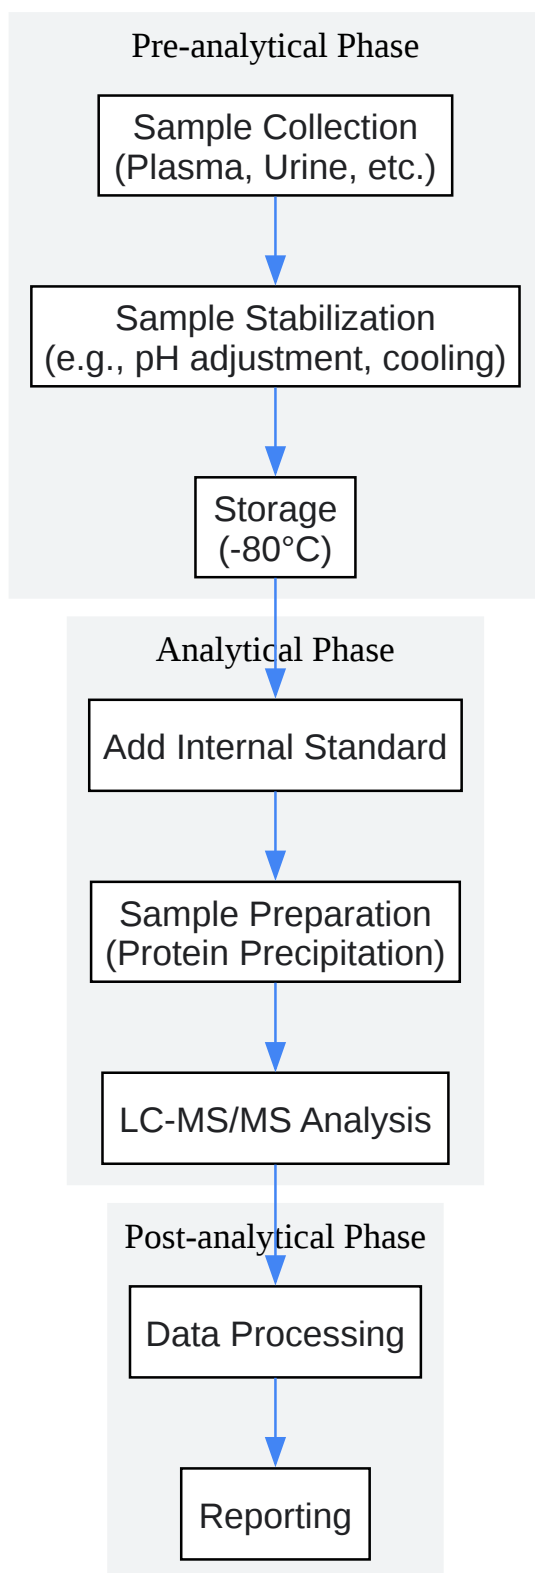 Pre-analytical Phase
Sample Collection
(Plasma, Urine, etc.)
Sample Stabilization
(e.g., pH adjustment, cooling)
Storage
(-80°C)
Analytical Phase
Add Internal Standard
Sample Preparation
(Protein Precipitation)
LC-MS/MS Analysis
Post-analytical Phase
Data Processing
Reporting